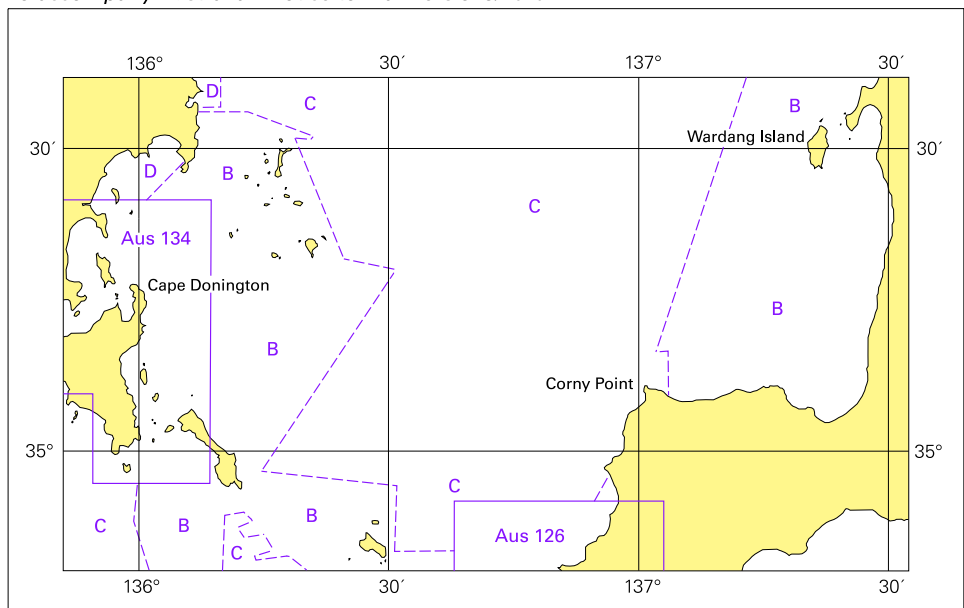 136°
30′
137°
30′
D
C
B
Wardang Island
30′
30′
D
B
C
Aus 134
Cape Donington
B
B
Corny Point
35°
35°
C
C
B
B
C
Aus 126
136°
30′
137°
30′